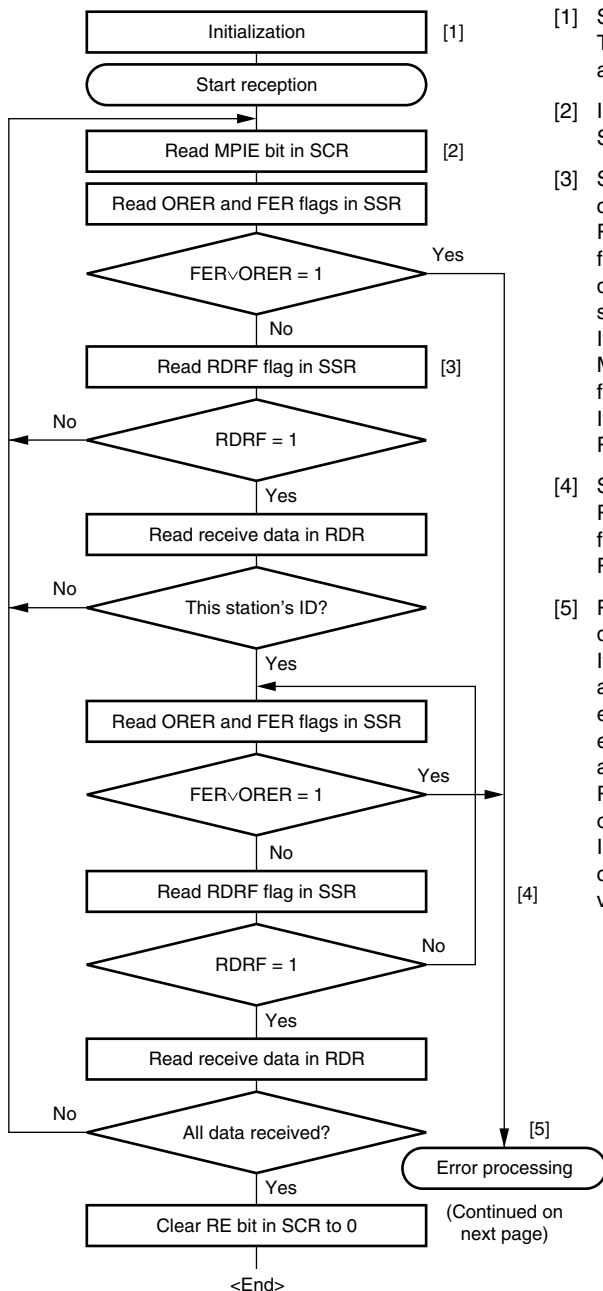 Initialization [1]
Start reception
Read MPIE bit in SCR [2]
Read ORER and FER flags in SSR
Yes
FER∨ORER = 1
No
Read RDRF flag in SSR [3]
No
RDRF = 1
Yes
Read receive data in RDR
No
This station's ID?
Yes
Read ORER and FER flags in SSR
Yes
FER∨ORER = 1
No
Read RDRF flag in SSR
[4]
No
RDRF = 1
Yes
Read receive data in RDR
No
All data received?
[5]
Error processing
Yes
(Continued on
next page)
Clear RE bit in SCR to 0
<End>
[1]
[2]
[3]
[4]
[5]